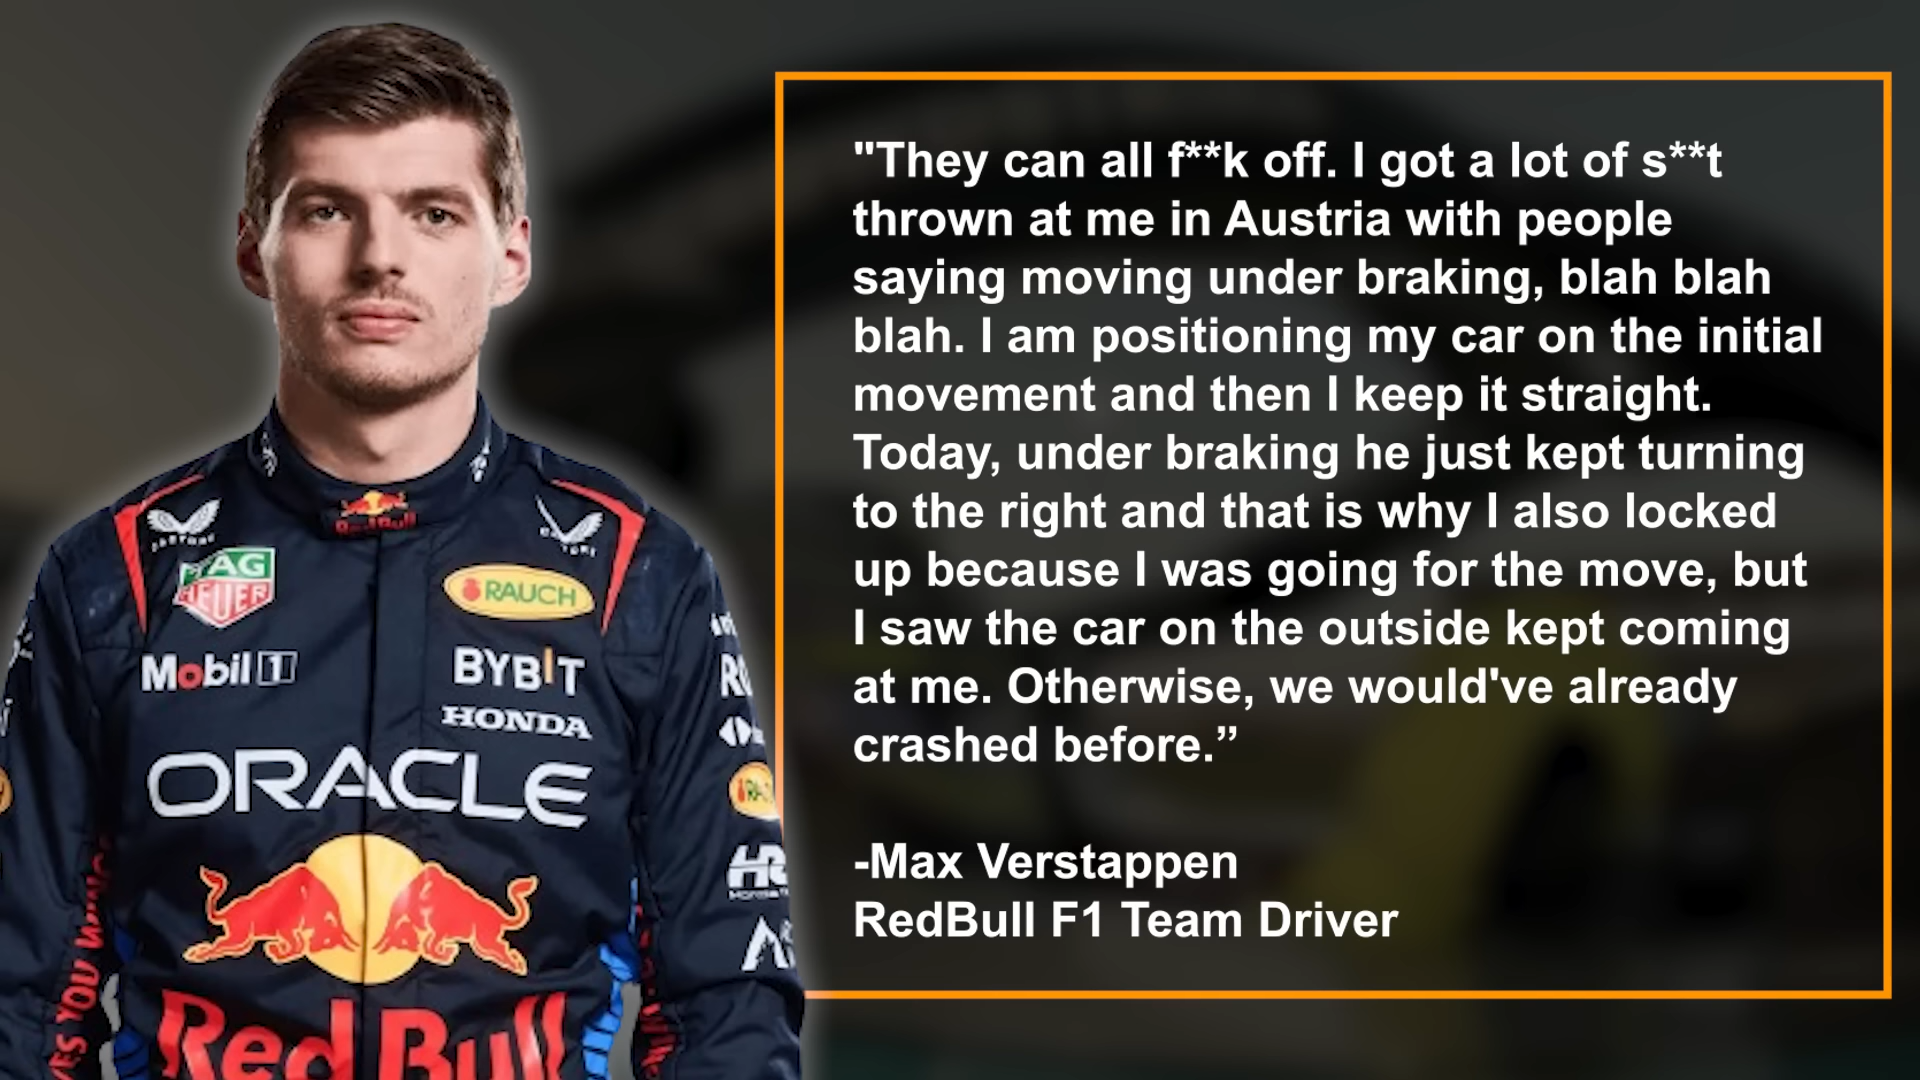 "They can all f**k off. I got a lot of s**t
thrown at me in Austria with people
saying moving under braking, blah blah
blah. I am positioning my car on the initial
movement and then I keep it straight.
Today, under braking he just kept turning
to the right and that is why I also locked
up because I was going for the move, but
I saw the car on the outside kept coming
at me. Otherwise, we would've already
crashed before.”
-Max Verstappen
RedBull F1 Team Driver
RedBull
TAG
HEUER
RAUCH
Mobil 1
BYBIT
HONDA
ORACLE
Red Bull